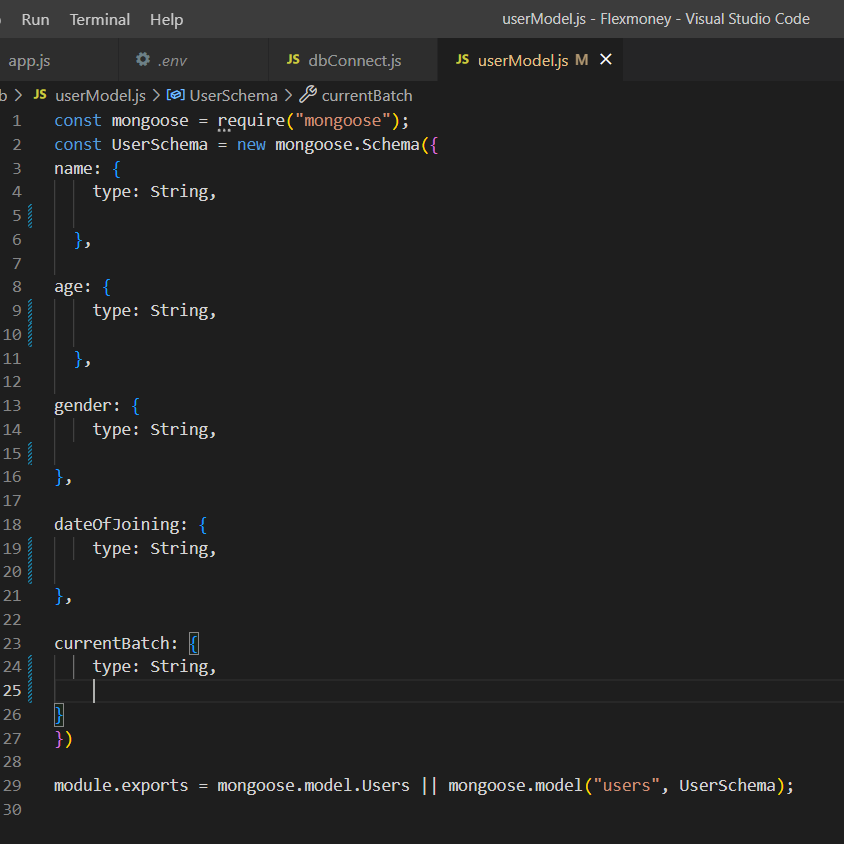 Run Terminal Help userModel.js - Flexmoney - Visual Studio Code
app.js .env JS dbConnect.js JS userModel.js M
b > JS userModel.js > UserSchema > currentBatch
1 const mongoose = require("mongoose");
2 const UserSchema = new mongoose.Schema({
3 name: {
4 type: String,
5
6 },
7
8 age: {
9 type: String,
10
11 },
12
13 gender: {
14 type: String,
15
16 },
17
18 dateOfJoining: {
19 type: String,
20
21 },
22
23 currentBatch: {
24 type: String,
25
26 }
27 })
28
29 module.exports = mongoose.model.Users || mongoose.model("users", UserSchema);
30